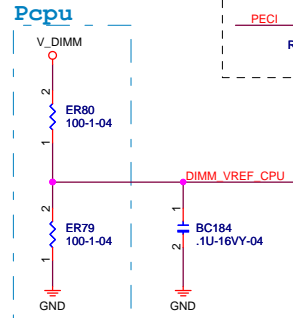 Pcpu
PECI
V_DIMM
R
2
ER80
100-1-04
1
DIMM_VREF_CPU
2
ER79
100-1-04
1
1
BC184
.1U-16VY-04
2
GND
GND